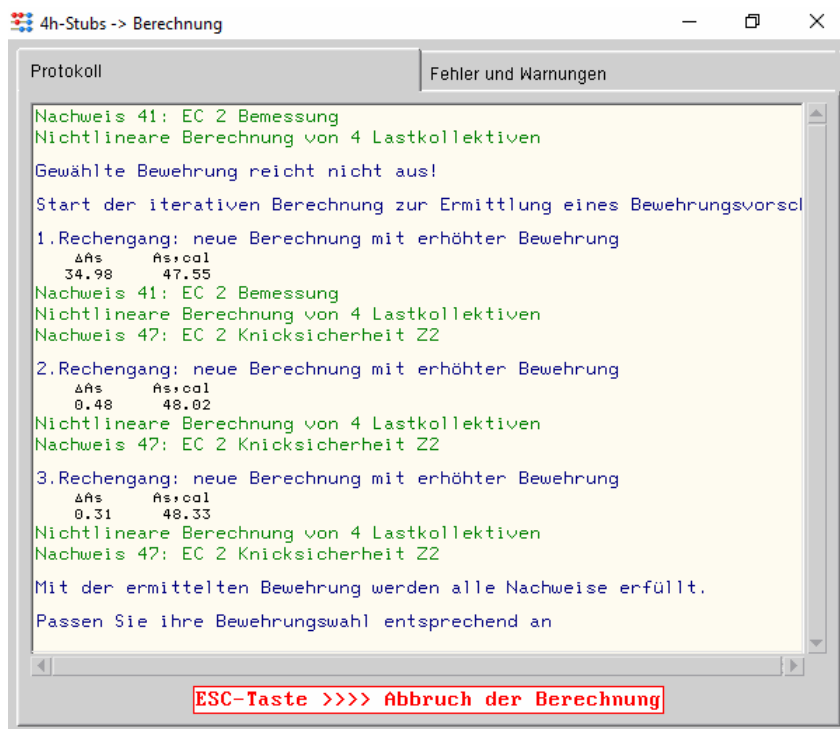 4h-Stubs -> Berechnung
Protokoll
Fehler und Warnungen
Nachweis 41: EC 2 Bemessung
Nichtlineare Berechnung von 4 Lastkollektiven
Gewählte Bewehrung reicht nicht aus!
Start der iterativen Berechnung zur Ermittlung eines Bewehrungsvorscl
1.Rechengang: neue Berechnung mit erhöhter Bewehrung
ΔAs As,cal
34.98 47.55
Nachweis 41: EC 2 Bemessung
Nichtlineare Berechnung von 4 Lastkollektiven
Nachweis 47: EC 2 Knicksicherheit Z2
2.Rechengang: neue Berechnung mit erhöhter Bewehrung
ΔAs As,cal
0.48 48.02
Nichtlineare Berechnung von 4 Lastkollektiven
Nachweis 47: EC 2 Knicksicherheit Z2
3.Rechengang: neue Berechnung mit erhöhter Bewehrung
ΔAs As,cal
0.31 48.33
Nichtlineare Berechnung von 4 Lastkollektiven
Nachweis 47: EC 2 Knicksicherheit Z2
Mit der ermittelten Bewehrung werden alle Nachweise erfüllt.
Passen Sie ihre Bewehrungswahl entsprechend an
ESC-Taste >>>> Abbruch der Berechnung